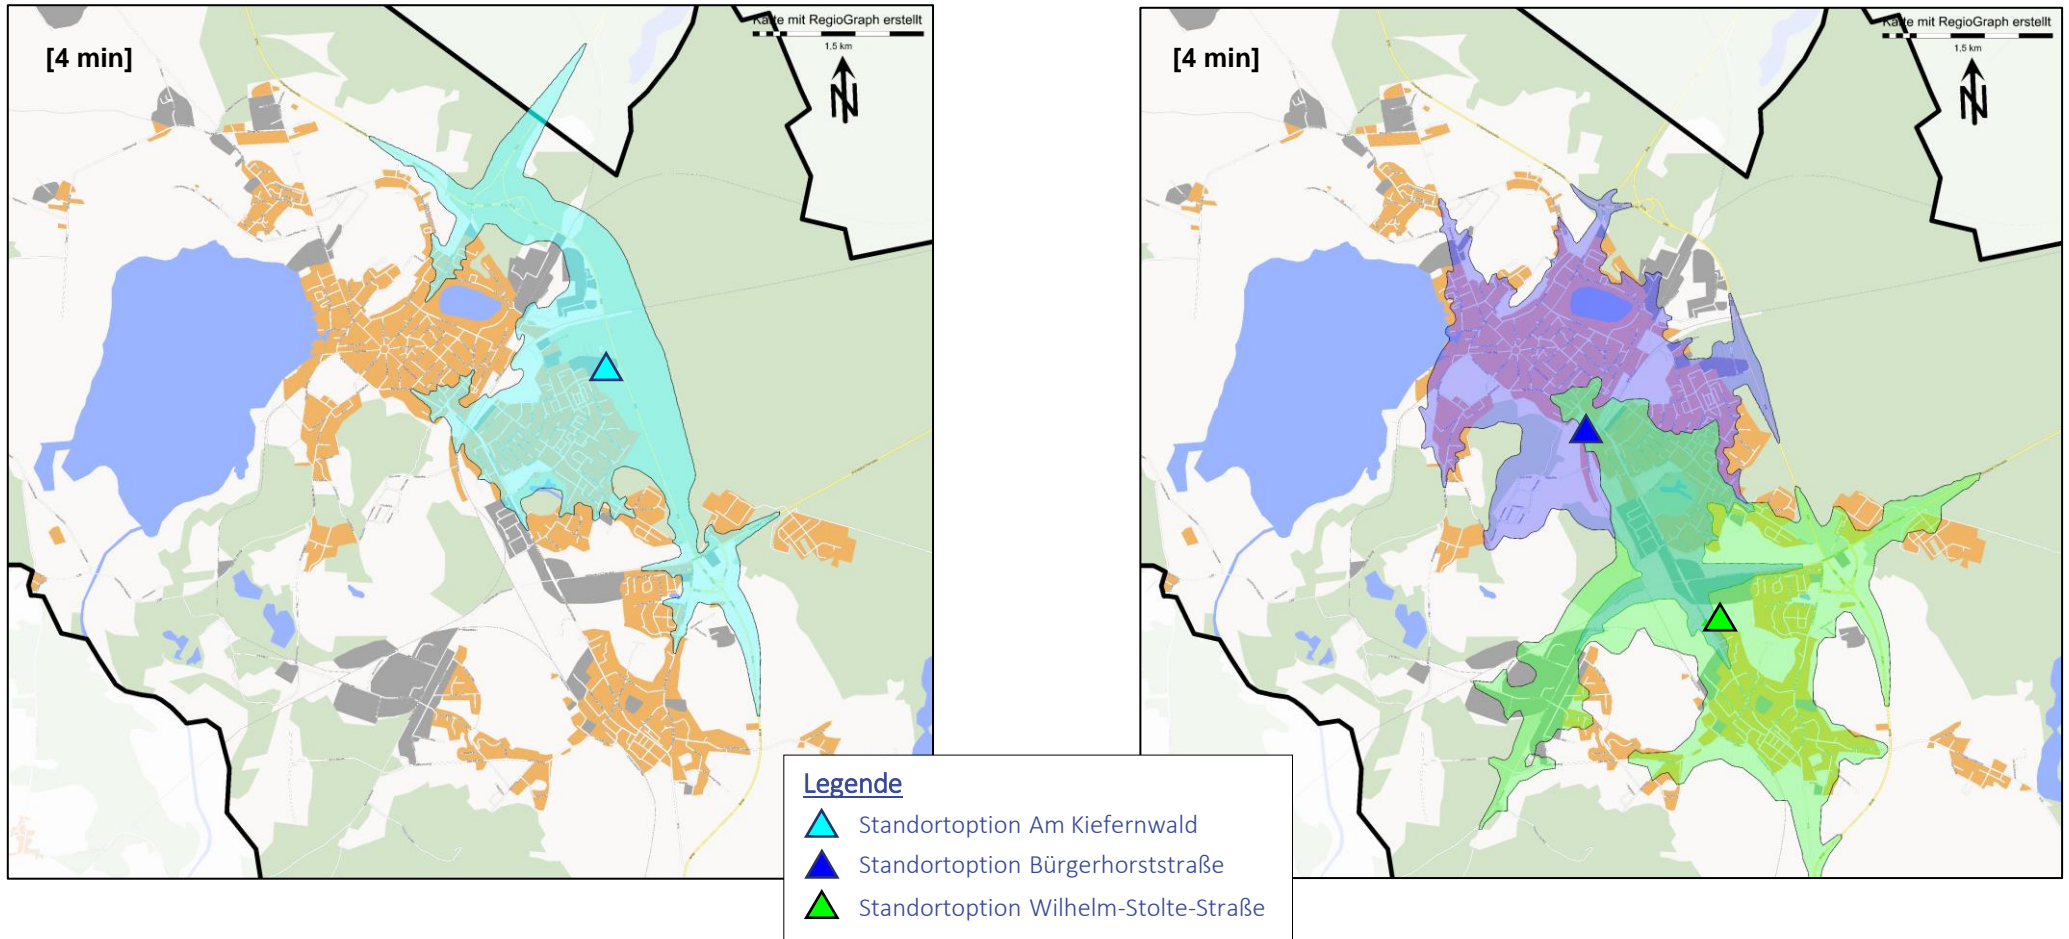 Karte mit RegioGraph erstellt
1,5 km
[4 min]
N
Karte mit RegioGraph erstellt
1,5 km
[4 min]
N
Legende
Standortoption Am Kiefernwald
Standortoption Bürgerhorststraße
Standortoption Wilhelm-Stolte-Straße